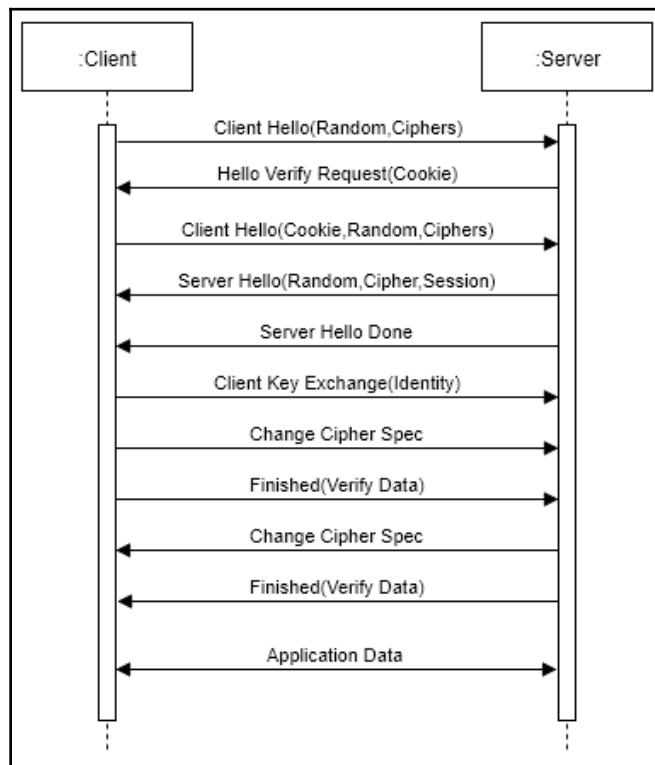 :Client
:Server
Client Hello(Random,Ciphers)
Hello Verify Request(Cookie)
Client Hello(Cookie,Random,Ciphers)
Server Hello(Random,Cipher,Session)
Server Hello Done
Client Key Exchange(Identity)
Change Cipher Spec
Finished(Verify Data)
Change Cipher Spec
Finished(Verify Data)
Application Data